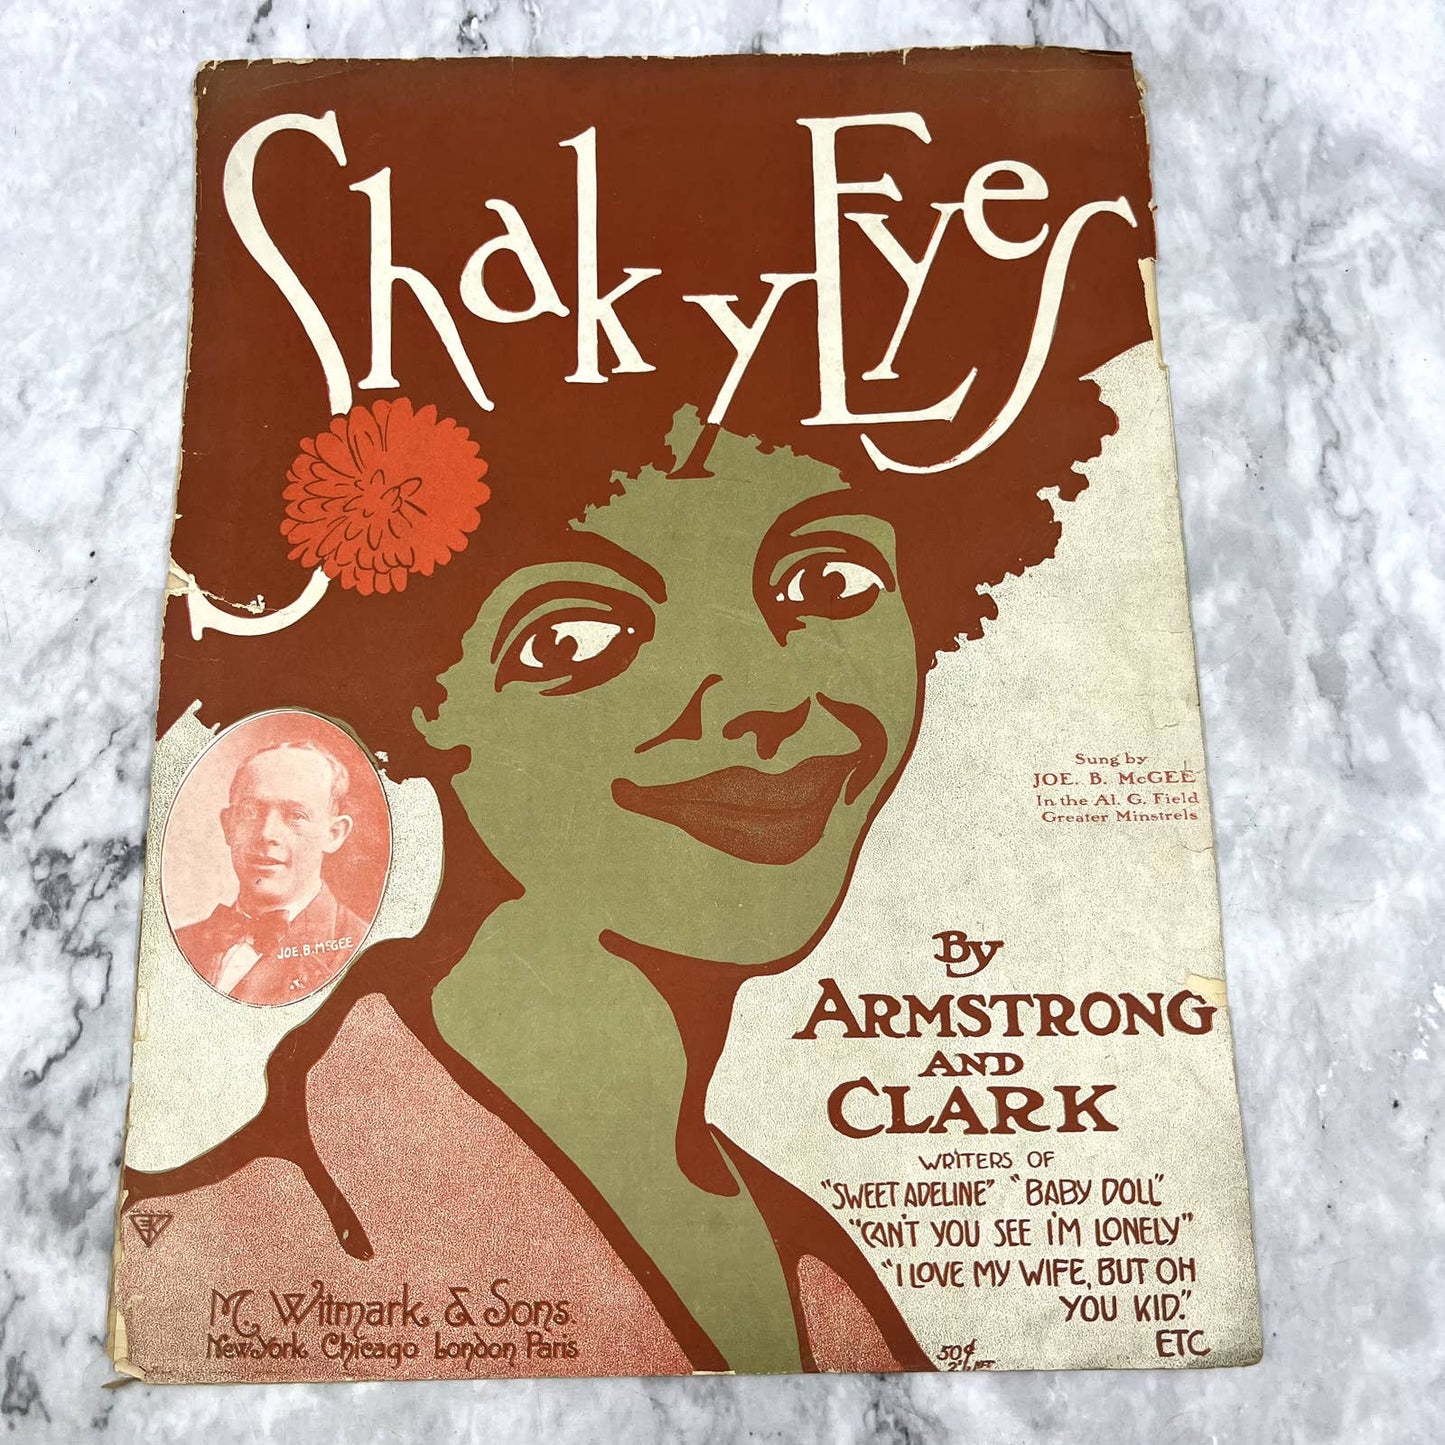 Shaky Eyes
JOE. B. McGEE
Sung by
JOE. B. McGEE
In the Al. G. Field
Greater Minstrels
By
ARMSTRONG
AND
CLARK
WRITERS OF
"SWEET ADELINE" "BABY DOLL"
"CAN'T YOU SEE I'M LONELY"
"I LOVE MY WIFE, BUT OH
YOU KID."
ETC
M. Witmark & Sons.
New York Chicago London Paris
50¢